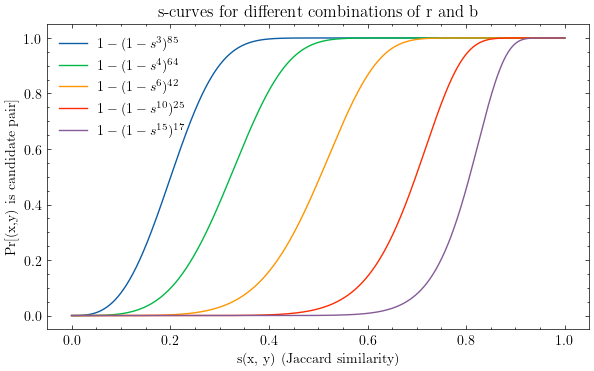 s-curves for different combinations of r and b
1 − (1 − s³)⁸⁵
1 − (1 − s⁴)⁶⁴
1 − (1 − s⁶)⁴²
1 − (1 − s¹⁰)²⁵
1 − (1 − s¹⁵)¹⁷
Pr[(x,y) is candidate pair]
1.0
0.8
0.6
0.4
0.2
0.0
0.0 0.2 0.4 0.6 0.8 1.0
s(x, y) (Jaccard similarity)